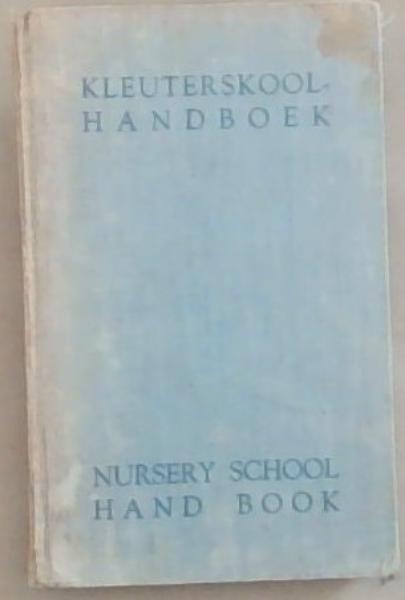 KLEUTERSKOOL-
HANDBOEK
NURSERY SCHOOL
HAND BOOK